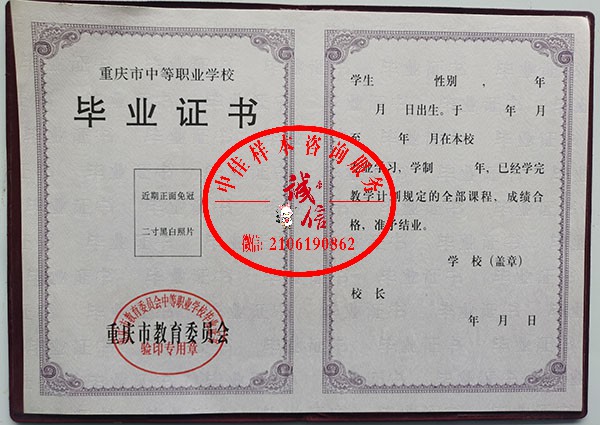 重庆市中等职业学校
毕业证书
近期正面免冠
二寸黑白照片
重庆市教育委员会
验印专用章
学生 性别 , 年
月 日出生。于 年 月
至 年 月在本校
业学习，学制 年，已经学完
教学计划规定的全部课程，成绩合
格，准予结业。
学 校（盖章）
校 长
年 月 日
中佳样本咨询服务
诚信
微信: 2106190862